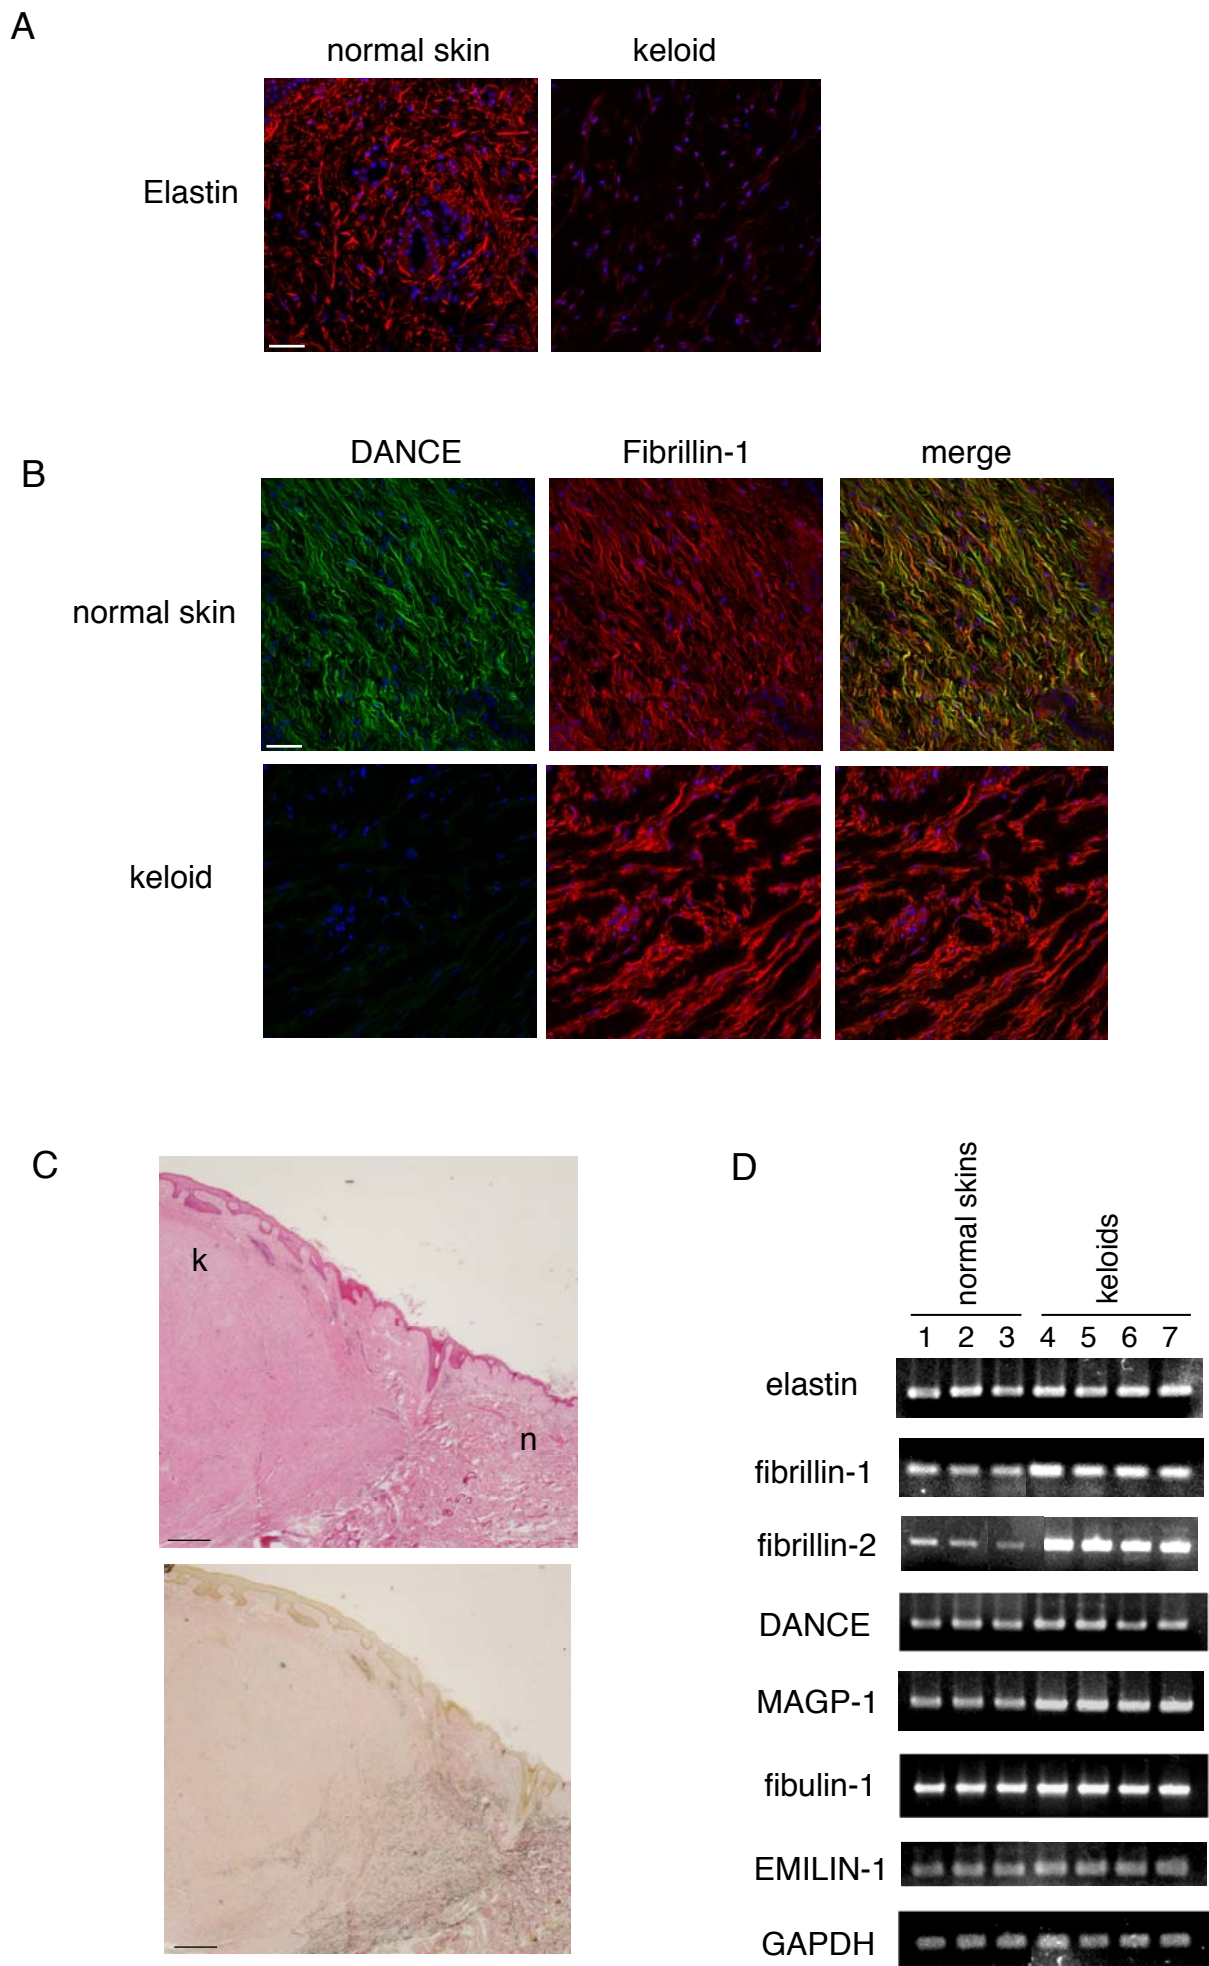 A
normal skin keloid
Elastin
B
DANCE Fibrillin-1 merge
normal skin
keloid
C
k
n
D
normal skins
keloids
1 2 3 4 5 6 7
elastin
fibrillin-1
fibrillin-2
DANCE
MAGP-1
fibulin-1
EMILIN-1
GAPDH